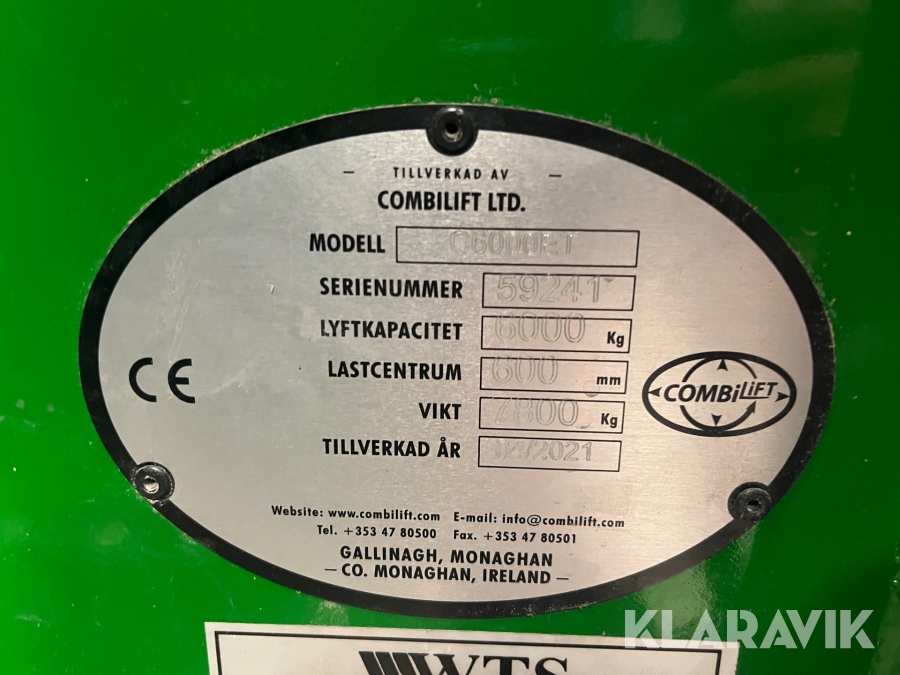 TILLVERKAD AV
COMBILIFT LTD.
MODELL C6000ET
SERIENUMMER 59241
LYFTKAPACITET 6000 Kg
LASTCENTRUM 600 mm
VIKT 7800 Kg
TILLVERKAD ÅR 04/2021
CE
COMBiLiFT
Website: www.combilift.com E-mail: info@combilift.com
Tel. +353 47 80500 Fax. +353 47 80501
GALLINAGH, MONAGHAN
CO. MONAGHAN, IRELAND
KLARAVIK
WTS